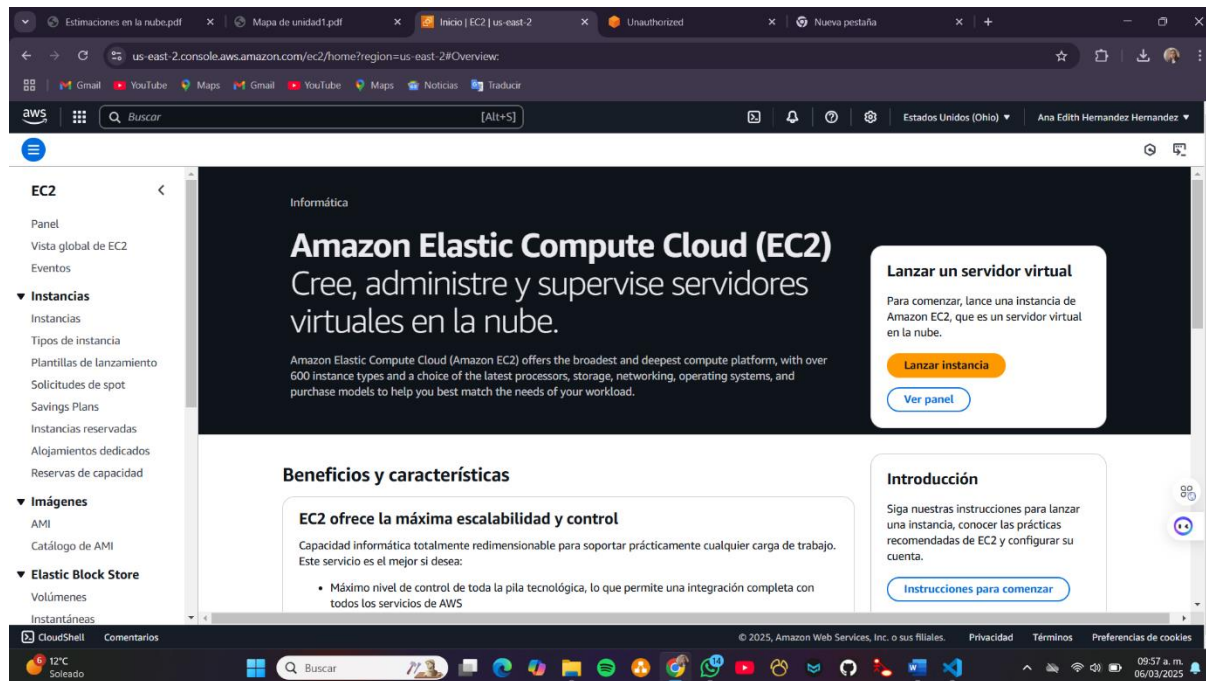 Estimaciones en la nube.pdf
Mapa de unidad1.pdf
Inicio | EC2 | us-east-2
Unauthorized
Nueva pestaña
us-east-2.console.aws.amazon.com/ec2/home?region=us-east-2#Overview:
Gmail YouTube Maps Gmail YouTube Maps Noticias Traducir
aws Buscar [Alt+S] Estados Unidos (Ohio) Ana Edith Hernandez Hernandez
EC2
Panel
Vista global de EC2
Eventos
Instancias
Instancias
Tipos de instancia
Plantillas de lanzamiento
Solicitudes de spot
Savings Plans
Instancias reservadas
Alojamientos dedicados
Reservas de capacidad
Imágenes
AMI
Catálogo de AMI
Elastic Block Store
Volúmenes
Instantáneas
Informática
Amazon Elastic Compute Cloud (EC2)
Cree, administre y supervise servidores
virtuales en la nube.
Amazon Elastic Compute Cloud (Amazon EC2) offers the broadest and deepest compute platform, with over
600 instance types and a choice of the latest processors, storage, networking, operating systems, and
purchase models to help you best match the needs of your workload.
Lanzar un servidor virtual
Para comenzar, lance una instancia de
Amazon EC2, que es un servidor virtual
en la nube.
Lanzar instancia
Ver panel
Beneficios y características
EC2 ofrece la máxima escalabilidad y control
Capacidad informática totalmente redimensionable para soportar prácticamente cualquier carga de trabajo.
Este servicio es el mejor si desea:
• Máximo nivel de control de toda la pila tecnológica, lo que permite una integración completa con
todos los servicios de AWS
Introducción
Siga nuestras instrucciones para lanzar
una instancia, conocer las prácticas
recomendadas de EC2 y configurar su
cuenta.
Instrucciones para comenzar
CloudShell Comentarios © 2025, Amazon Web Services, Inc. o sus filiales. Privacidad Términos Preferencias de cookies
6 12°C
Soleado
Buscar
09:57 a. m.
06/03/2025